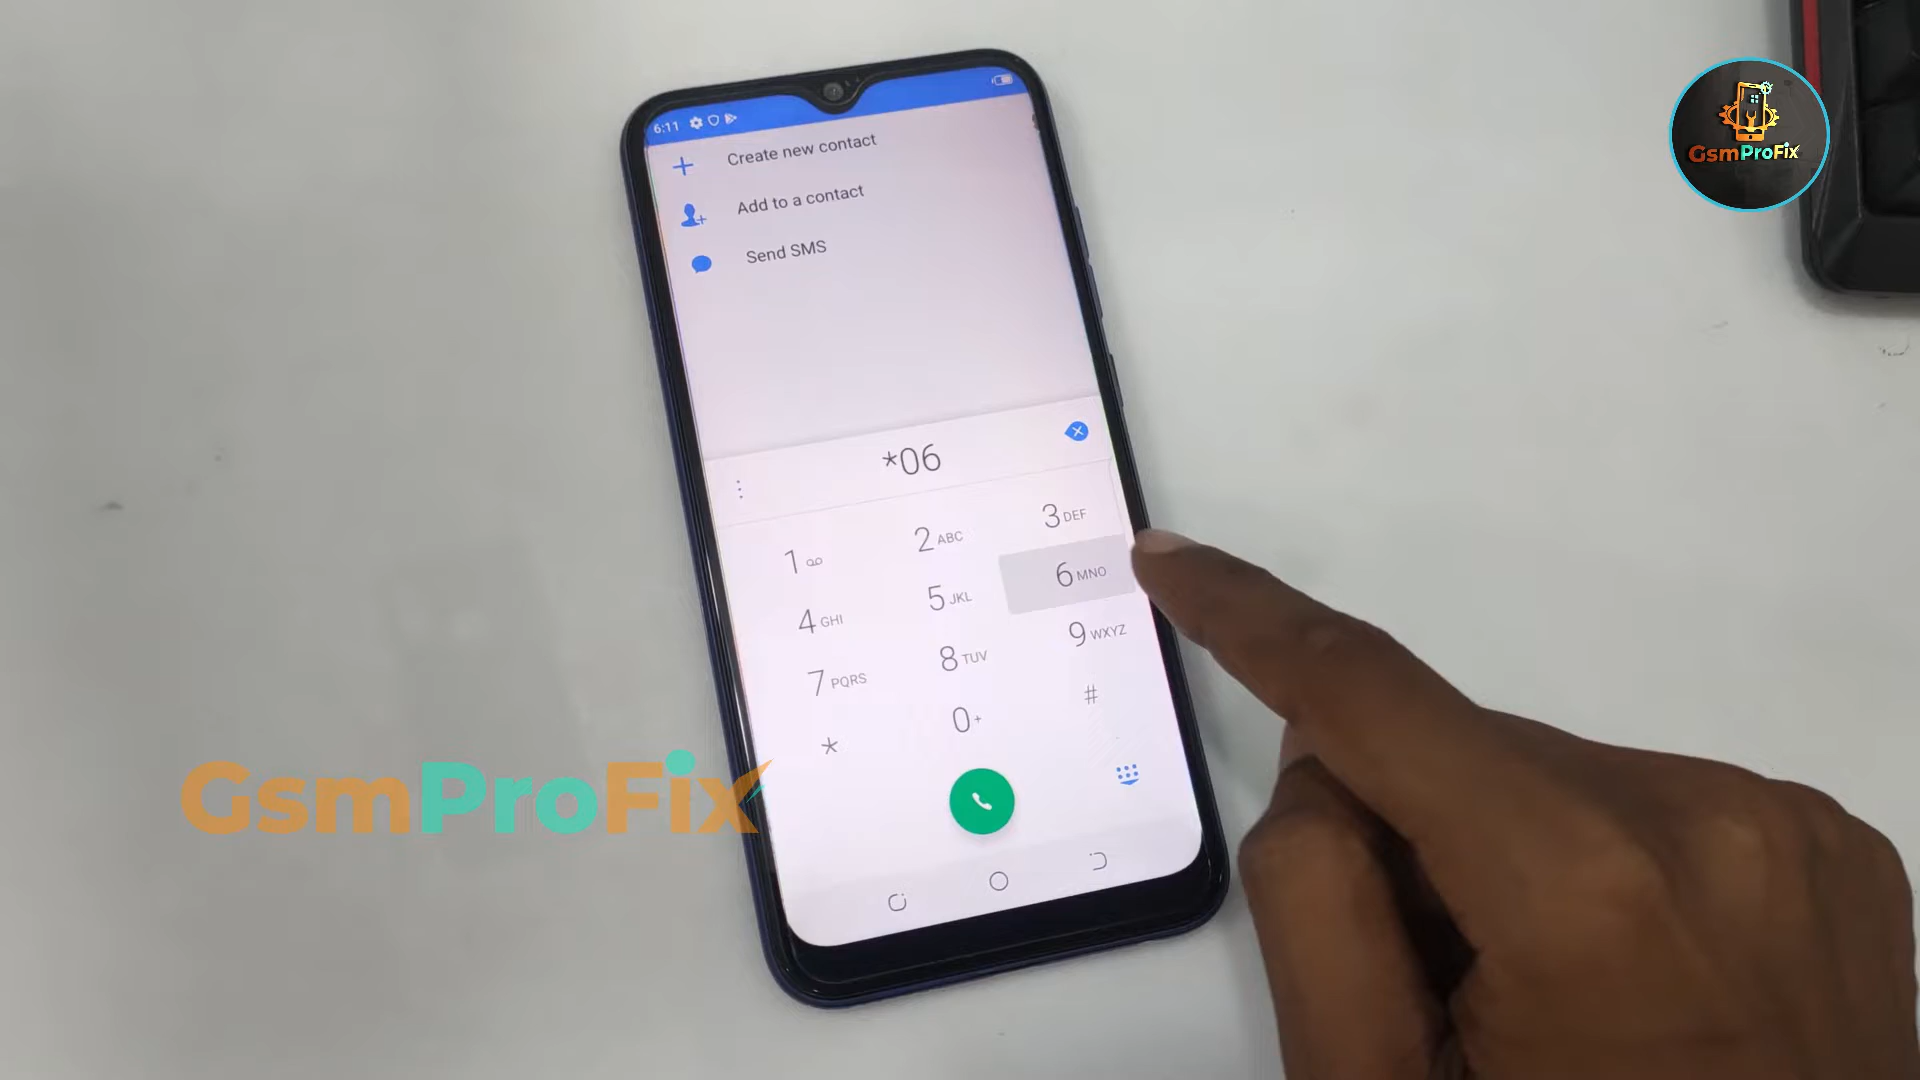 6:11
Create new contact
Add to a contact
Send SMS
*06
1
2 ABC
3 DEF
4 GHI
5 JKL
6 MNO
7 PQRS
8 TUV
9 WXYZ
*
0 +
#
GsmProFix
GsmProFix